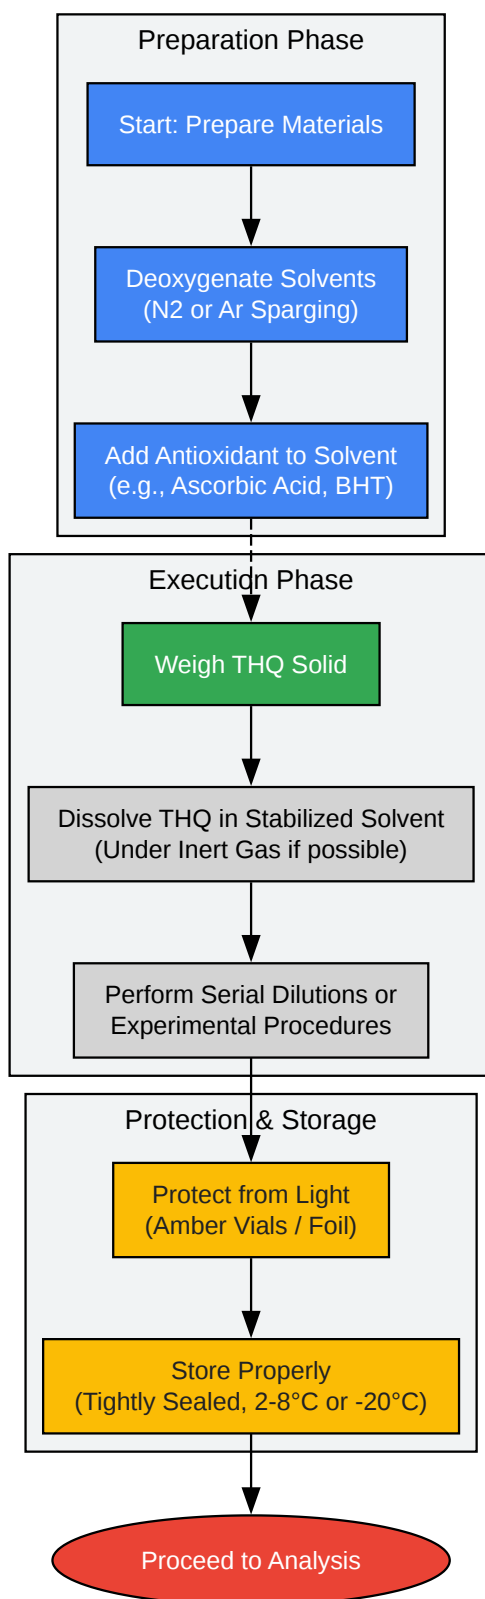 Preparation Phase
Start: Prepare Materials
Deoxygenate Solvents
(N2 or Ar Sparging)
Add Antioxidant to Solvent
(e.g., Ascorbic Acid, BHT)
Execution Phase
Weigh THQ Solid
Dissolve THQ in Stabilized Solvent
(Under Inert Gas if possible)
Perform Serial Dilutions or
Experimental Procedures
Protection & Storage
Protect from Light
(Amber Vials / Foil)
Store Properly
(Tightly Sealed, 2-8°C or -20°C)
Proceed to Analysis